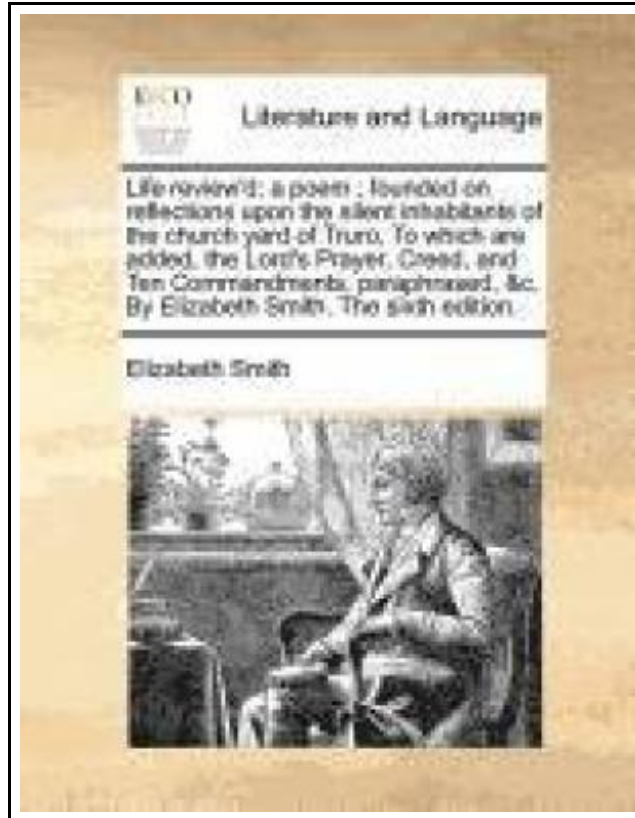 ECCO
Literature and Language
Life review'd: a poem ; founded on
reflections upon the silent inhabitants of
the church yard of Truro. To which are
added, the Lord's Prayer, Creed, and
Ten Commandments, paraphrased, &c.
By Elizabeth Smith. The sixth edition.
Elizabeth Smith